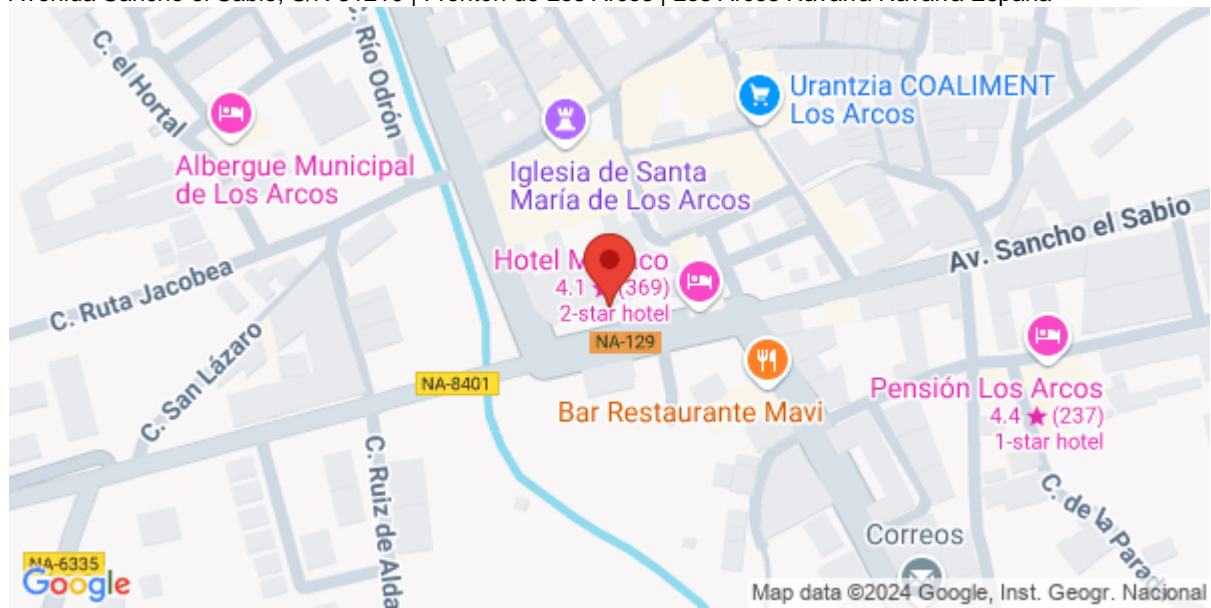 C. el Hortal
Río Odrón
Albergue Municipal
de Los Arcos
Iglesia de Santa
María de Los Arcos
Urantzia COALIMENT
Los Arcos
Av. Sancho el Sabio
C. Ruta Jacobea
Hotel
4.1
(369)
2-star hotel
NA-129
C. San Lázaro
NA-8401
Bar Restaurante Mavi
Pensión Los Arcos
4.4 ★ (237)
1-star hotel
C. Ruiz de Alda
C. de la Parad
Correos
NA-6335
Google
Map data ©2024 Google, Inst. Geogr. Nacional